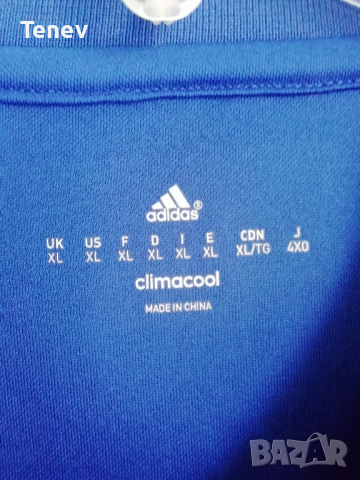 Tenev
adidas®
UK US F D I E CDN J
XL XL XL XL XL XL XL/TG 4XO
climacool
MADE IN CHINA
BAZAR